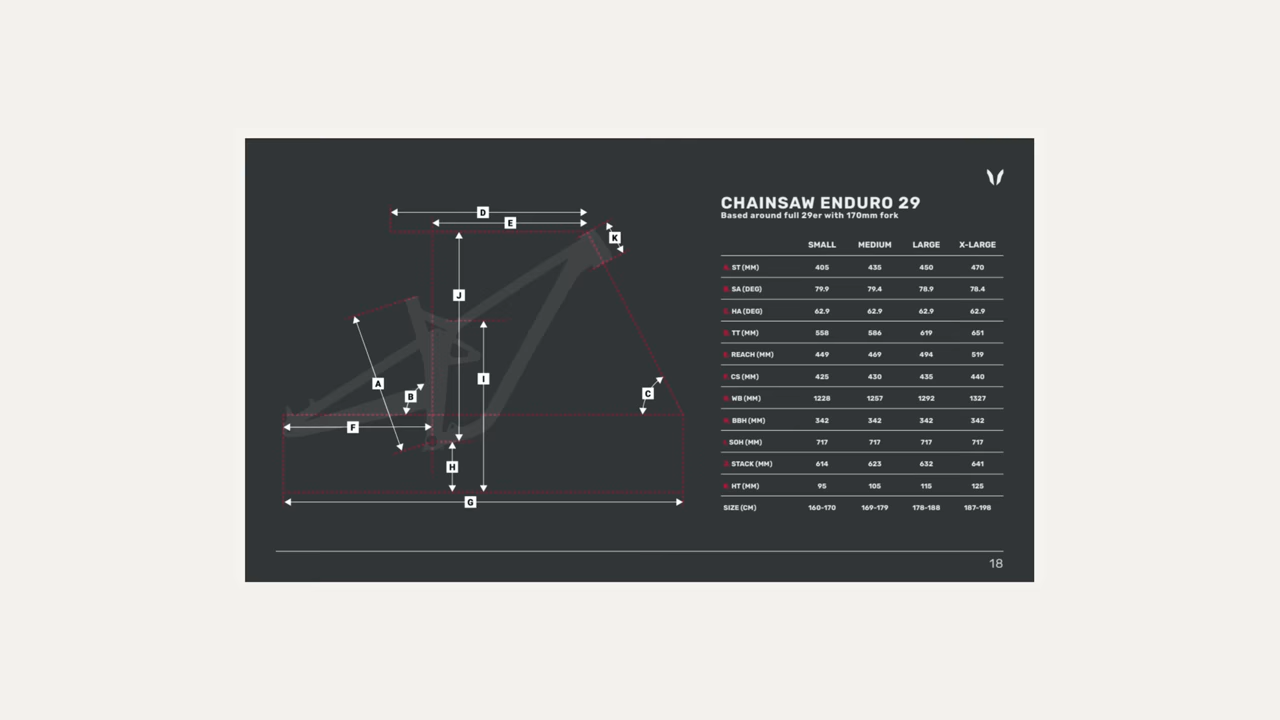 D
E
K
J
A
I
B
C
F
H
G
CHAINSAW ENDURO 29
Based around full 29er with 170mm fork
SMALL MEDIUM LARGE X-LARGE
ST (MM) 405 435 450 470
SA (DEG) 79.9 79.4 78.9 78.4
HA (DEG) 62.9 62.9 62.9 62.9
TT (MM) 558 586 619 651
REACH (MM) 449 469 494 519
CS (MM) 425 430 435 440
WB (MM) 1228 1257 1292 1327
BBH (MM) 342 342 342 342
SOH (MM) 717 717 717 717
STACK (MM) 614 623 632 641
HT (MM) 95 105 115 125
SIZE (CM) 160-170 169-179 178-188 187-198
18